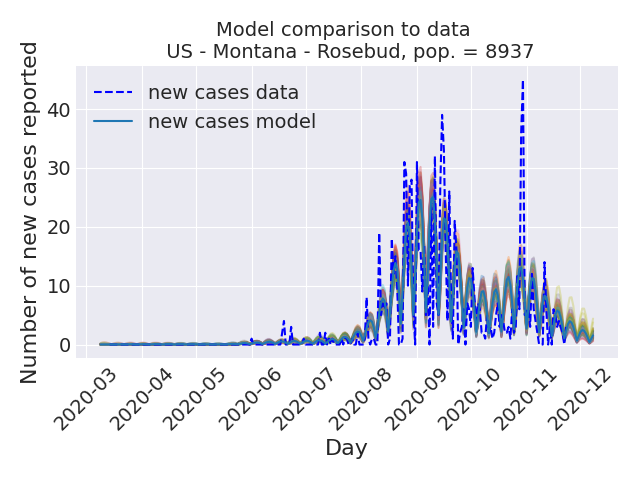 Model comparison to data
US - Montana - Rosebud, pop. = 8937
Number of new cases reported
40
30
20
10
0
new cases data
new cases model
2020-03
2020-04
2020-05
2020-06
2020-07
2020-08
2020-09
2020-10
2020-11
2020-12
Day